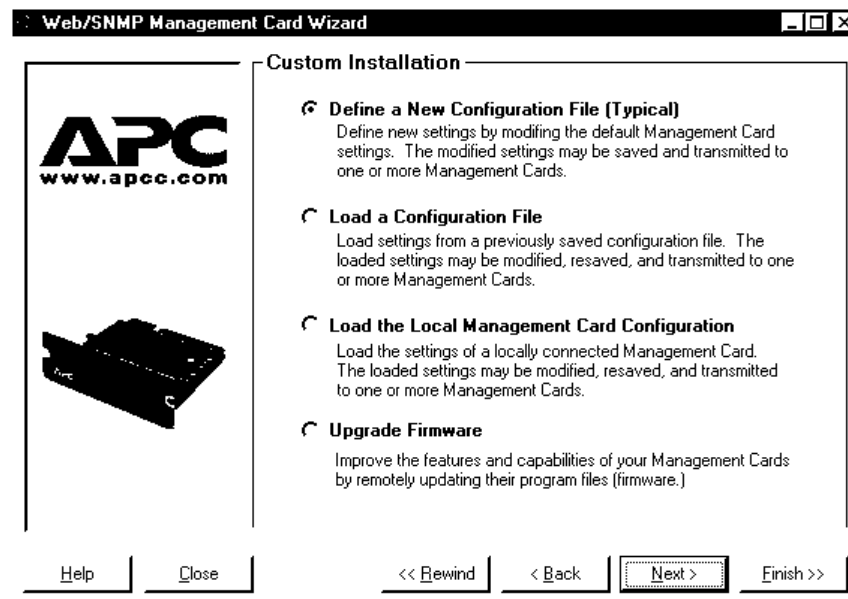 Web/SNMP Management Card Wizard
Custom Installation
APC
www.apcc.com
Define a New Configuration File (Typical)
Define new settings by modifing the default Management Card
settings. The modified settings may be saved and transmitted to
one or more Management Cards.
Load a Configuration File
Load settings from a previously saved configuration file. The
loaded settings may be modified, resaved, and transmitted to one
or more Management Cards.
Load the Local Management Card Configuration
Load the settings of a locally connected Management Card.
The loaded settings may be modified, resaved, and transmitted
to one or more Management Cards.
Upgrade Firmware
Improve the features and capabilities of your Management Cards
by remotely updating their program files (firmware.)
APC
Help
Close
<< Rewind
< Back
Next >
Finish >>